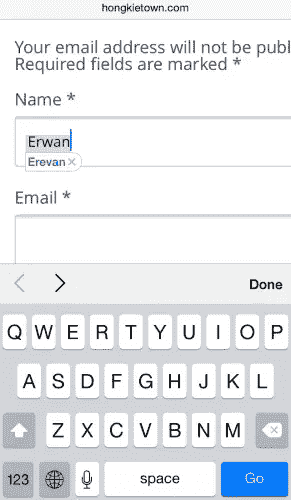 hongkietown.com
Your email address will not be publ
Required fields are marked *
Name *
Erwan
Erevan ×
Email *
Done
Q W E R T Y U I O P
A S D F G H J K L
Z X C V B N M
123 space Go